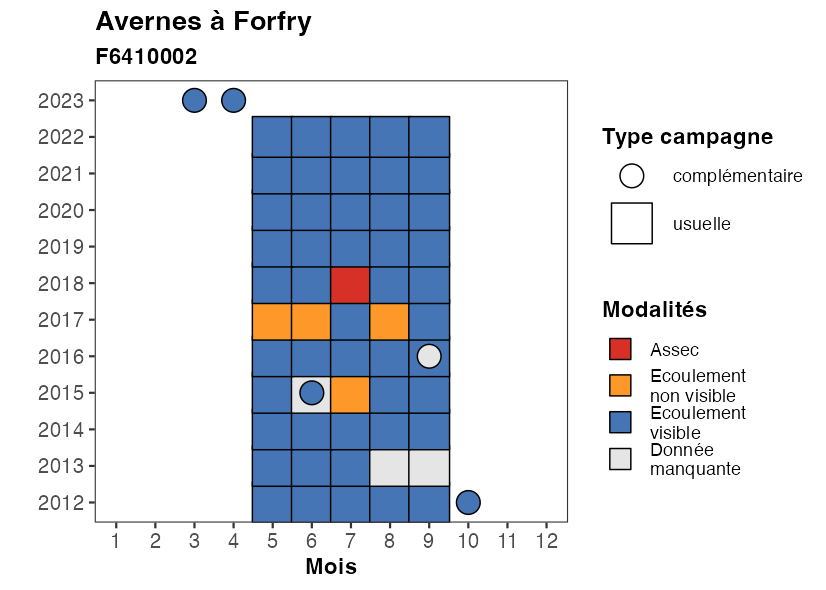 Avernes à Forfry
F6410002
2023
2022
2021
2020
2019
2018
2017
2016
2015
2014
2013
2012
1 2 3 4 5 6 7 8 9 10 11 12
Mois
Type campagne
complémentaire
usuelle
Modalités
Assec
Ecoulement
non visible
Ecoulement
visible
Donnée
manquante